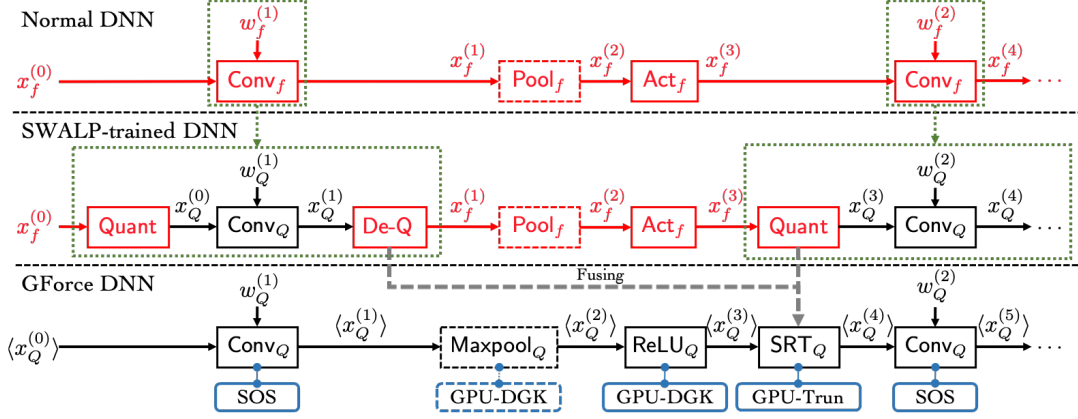 Normal DNN
w_f^{(1)} w_f^{(2)}
x_f^{(0)} Conv_f x_f^{(1)} Pool_f x_f^{(2)} Act_f x_f^{(3)} Conv_f x_f^{(4)} ···
SWALP-trained DNN
w_Q^{(1)} w_Q^{(2)}
x_f^{(0)} Quant x_Q^{(0)} Conv_Q x_Q^{(1)} De-Q x_f^{(1)} Pool_f x_f^{(2)} Act_f x_f^{(3)} Quant x_Q^{(3)} Conv_Q x_Q^{(4)} ···
Fusing
GForce DNN
w_Q^{(1)} w_Q^{(2)}
⟨x_Q^{(0)}⟩ Conv_Q ⟨x_Q^{(1)}⟩ Maxpool_Q ⟨x_Q^{(2)}⟩ ReLU_Q ⟨x_Q^{(3)}⟩ SRT_Q ⟨x_Q^{(4)}⟩ Conv_Q ⟨x_Q^{(5)}⟩ ···
SOS GPU-DGK GPU-DGK GPU-Trun SOS